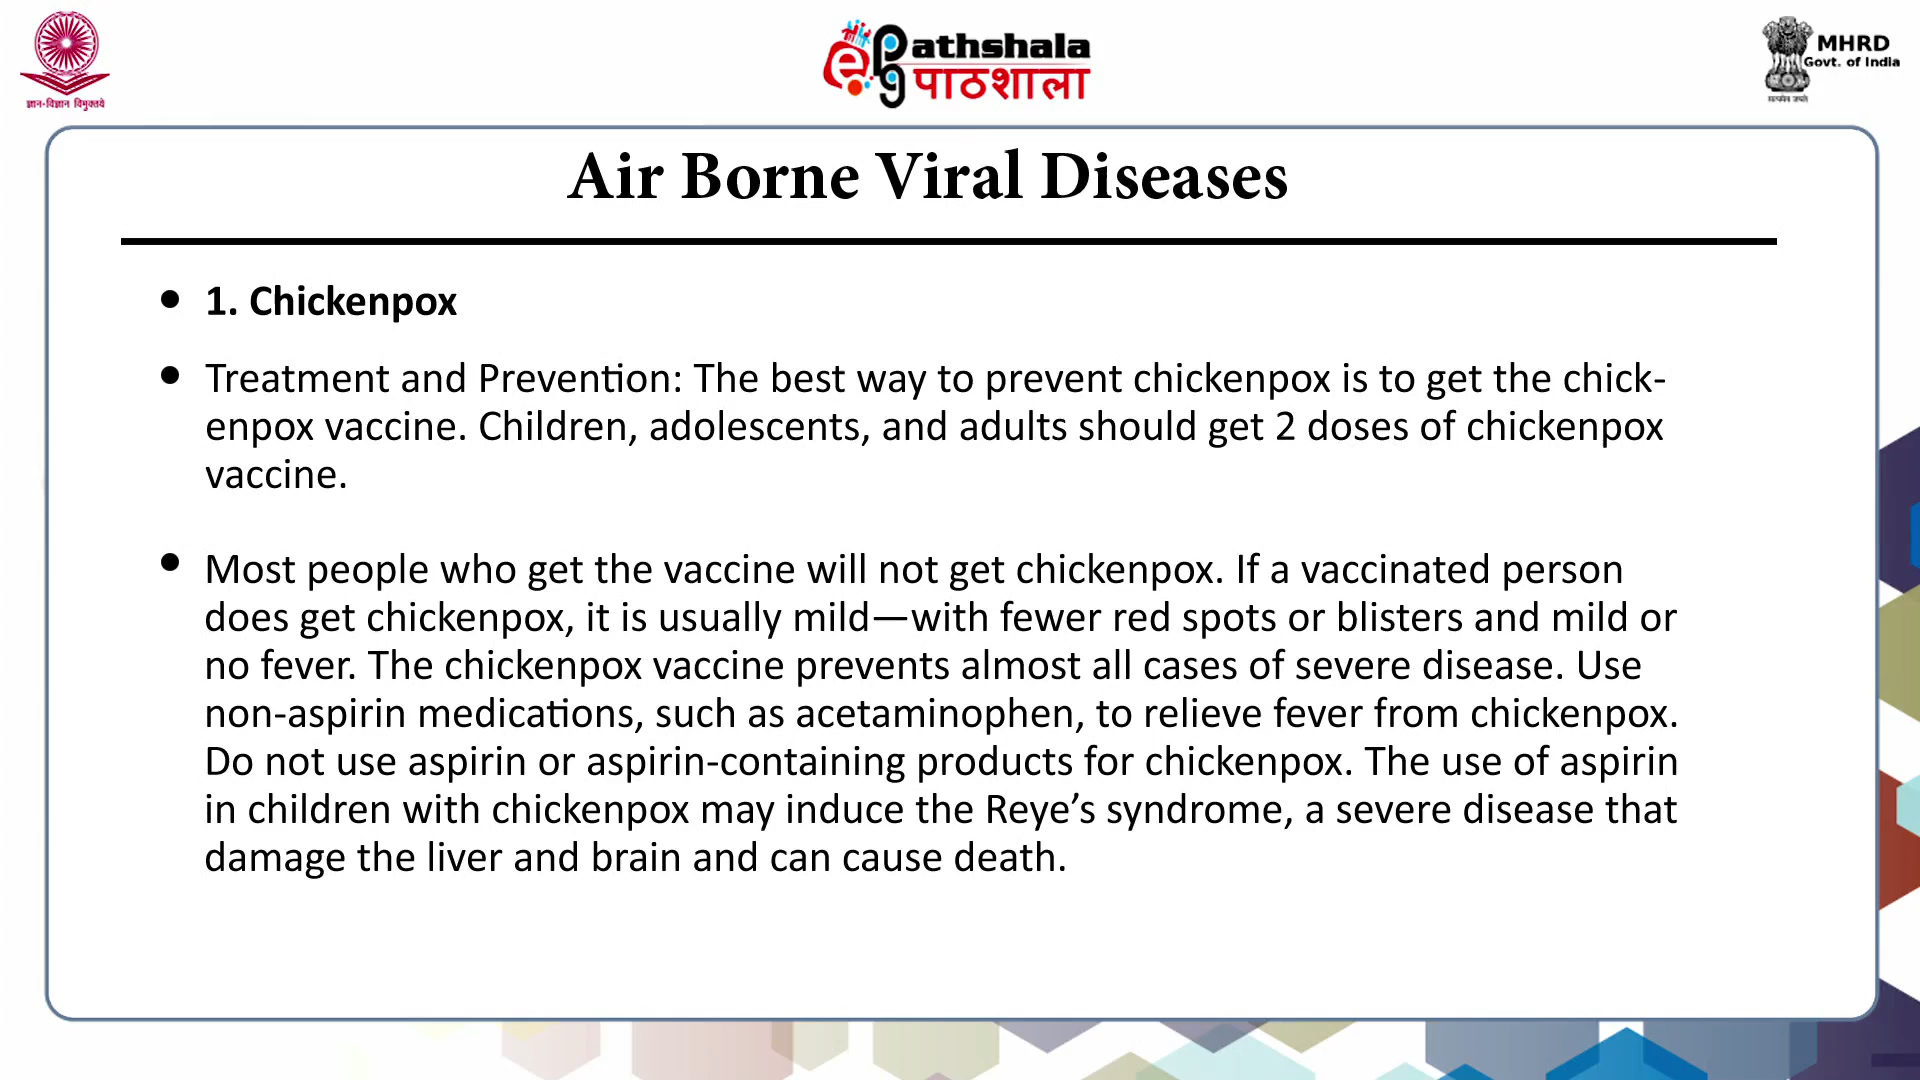 ज्ञान-विज्ञान विमुक्तये
ePathshala
पाठशाला
MHRD
Govt. of India
सत्यमेव जयते
Air Borne Viral Diseases
• 1. Chickenpox
• Treatment and Prevention: The best way to prevent chickenpox is to get the chick-
enpox vaccine. Children, adolescents, and adults should get 2 doses of chickenpox
vaccine.
• Most people who get the vaccine will not get chickenpox. If a vaccinated person
does get chickenpox, it is usually mild—with fewer red spots or blisters and mild or
no fever. The chickenpox vaccine prevents almost all cases of severe disease. Use
non-aspirin medications, such as acetaminophen, to relieve fever from chickenpox.
Do not use aspirin or aspirin-containing products for chickenpox. The use of aspirin
in children with chickenpox may induce the Reye’s syndrome, a severe disease that
damage the liver and brain and can cause death.